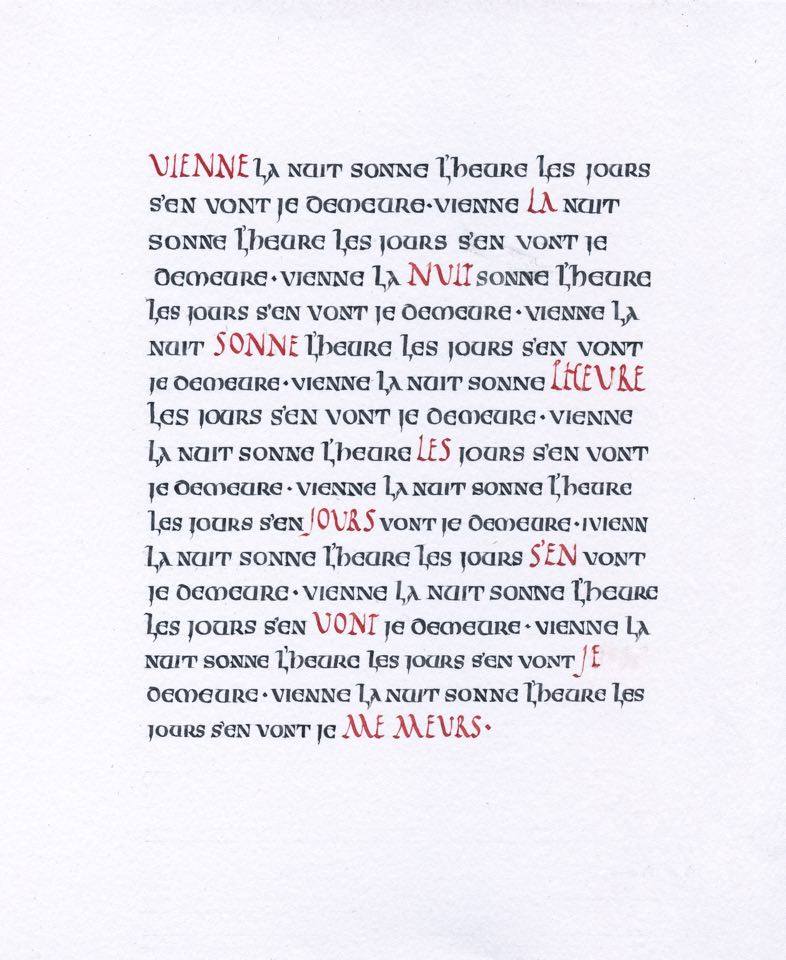 VIENNE LA NUIT SONNE L'HEURE LES JOURS
S'EN VONT JE DEMEURE·VIENNE LA NUIT
SONNE L'HEURE LES JOURS S'EN VONT JE
DEMEURE·VIENNE LA NUIT SONNE L'HEURE
LES JOURS S'EN VONT JE DEMEURE·VIENNE LA
NUIT SONNE L'HEURE LES JOURS S'EN VONT
JE DEMEURE·VIENNE LA NUIT SONNE LHEURE
LES JOURS S'EN VONT JE DEMEURE·VIENNE
LA NUIT SONNE L'HEURE LES JOURS S'EN VONT
JE DEMEURE·VIENNE LA NUIT SONNE L'HEURE
LES JOURS S'EN JOURS VONT JE DEMEURE·IVIENN
LA NUIT SONNE L'HEURE LES JOURS S'EN VONT
JE DEMEURE·VIENNE LA NUIT SONNE L'HEURE
LES JOURS S'EN VONT JE DEMEURE·VIENNE LA
NUIT SONNE L'HEURE LES JOURS S'EN VONT JE
DEMEURE·VIENNE LA NUIT SONNE L'HEURE LES
JOURS S'EN VONT JE ME MEURS·